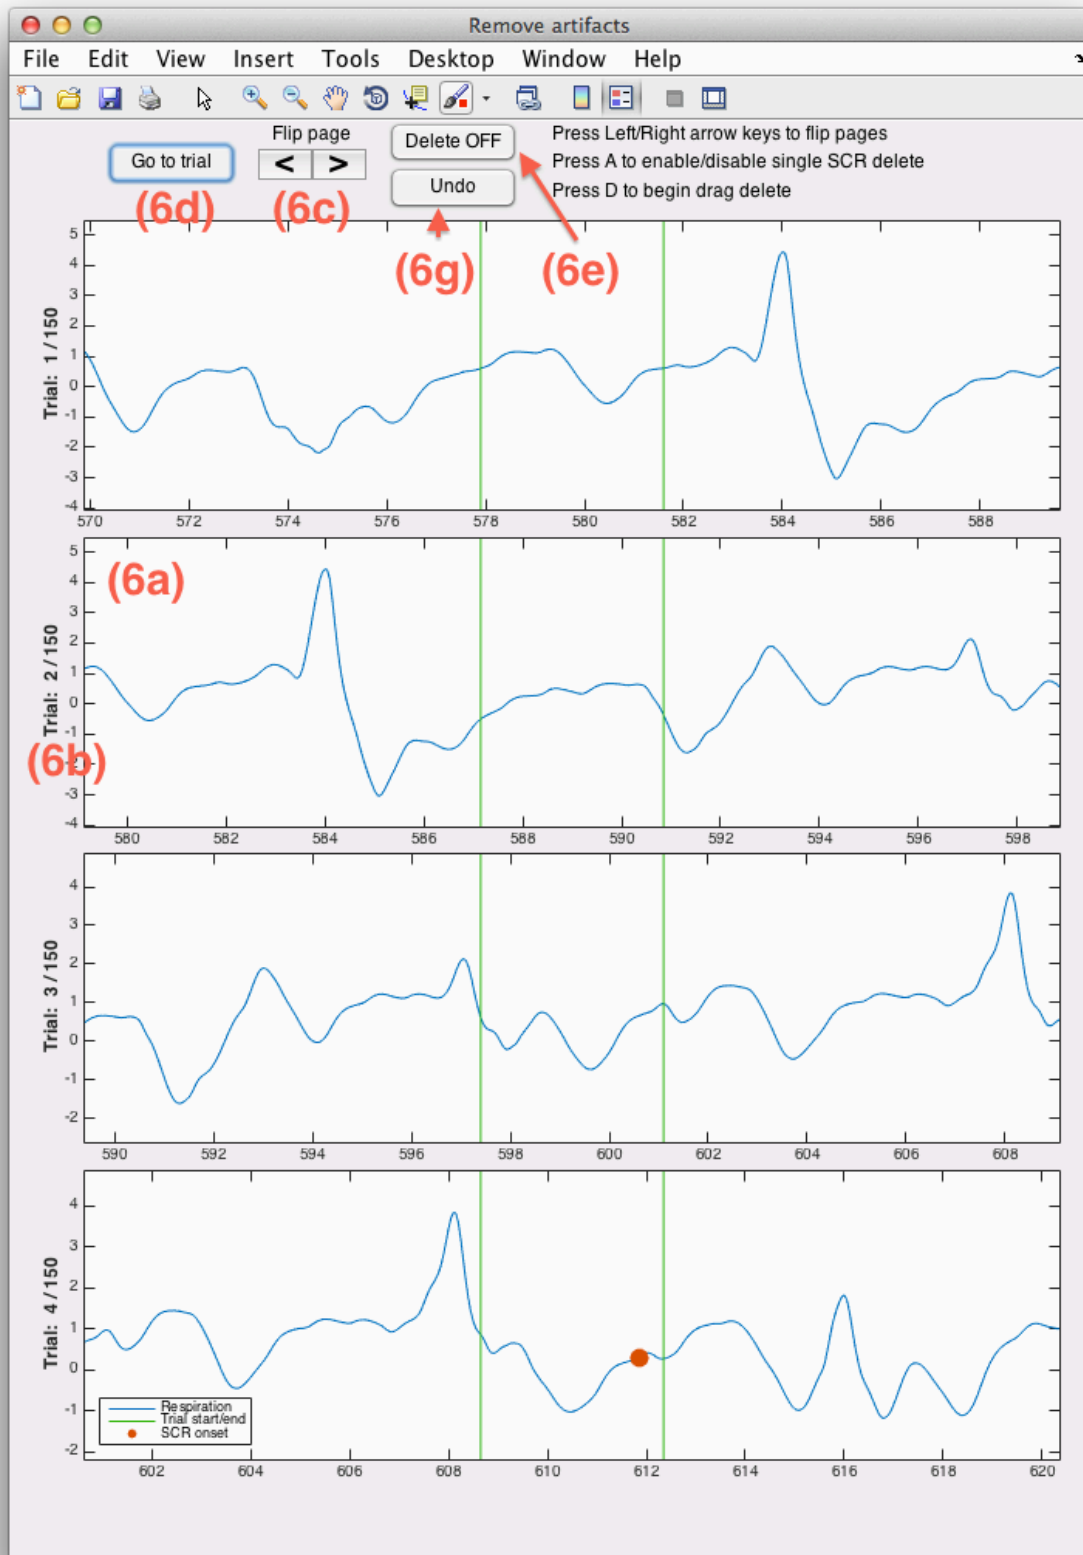 Remove artifacts
File Edit View Insert Tools Desktop Window Help
Flip page
Go to trial
< >
Delete OFF
Undo
Press Left/Right arrow keys to flip pages
Press A to enable/disable single SCR delete
Press D to begin drag delete
(6d) (6c)
(6g) (6e)
Trial: 1/150
5
4
3
2
1
0
-1
-2
-3
-4
570 572 574 576 578 580 582 584 586 588
(6a)
Trial: 2/150
(6b)
5
4
3
2
1
0
-1
-2
-3
-4
580 582 584 586 588 590 592 594 596 598
Trial: 3/150
4
3
2
1
0
-1
-2
590 592 594 596 598 600 602 604 606 608
Trial: 4/150
4
3
2
1
0
-1
-2
Respiration
Trial start/end
SCR onset
602 604 606 608 610 612 614 616 618 620